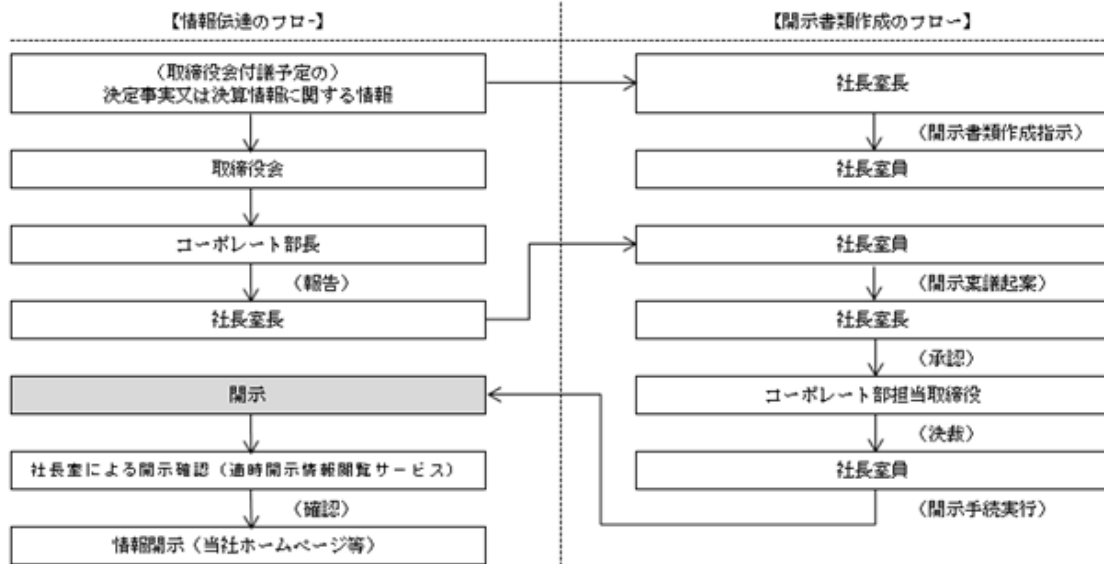 【情報伝達のフロー】
【開示書類作成のフロー】
（取締役会付議予定の）
決定事実又は決算情報に関する情報
取締役会
コーポレート部長
（報告）
社長室長
開示
社長室による開示確認（適時開示情報閲覧サービス）
（確認）
情報開示（当社ホームページ等）
社長室長
（開示書類作成指示）
社長室員
社長室員
（開示稟議起案）
社長室長
（承認）
コーポレート部担当取締役
（決裁）
社長室員
（開示手続実行）